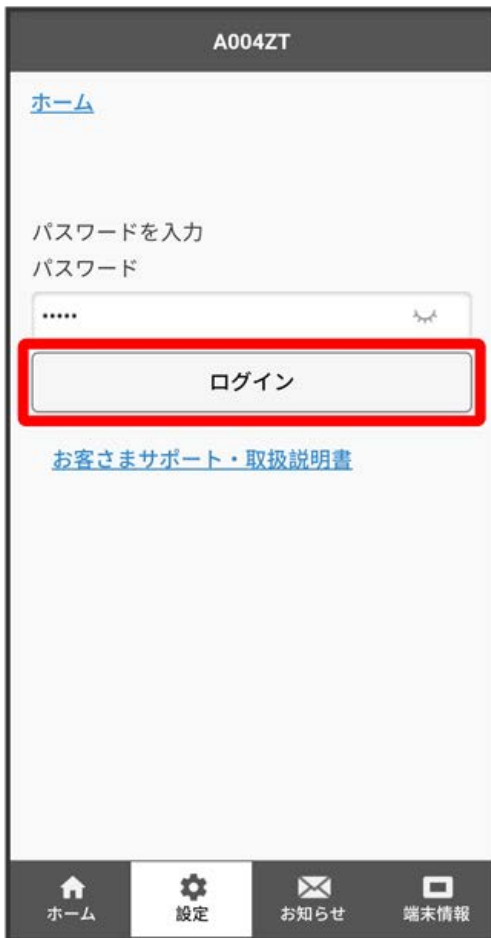 A004ZT
ホーム
パスワードを入力
パスワード
•••••
ログイン
お客さまサポート・取扱説明書
ホーム
設定
お知らせ
端末情報